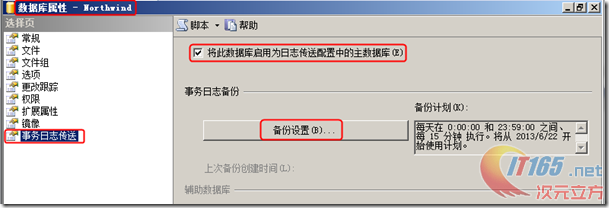 数据库属性 - Northwind
选择页
常规
文件
文件组
选项
更改跟踪
权限
扩展属性
镜像
事务日志传送
脚本
帮助
将此数据库启用为日志传送配置中的主数据库(E)
事务日志备份
备份设置(B)...
备份计划(K):
每天在 0:00:00 和 23:59:00 之间、
每 15 分钟 执行。将从 2013/6/22 开
始使用计划。
上次备份创建时间(L):
辅助数据库
IT165.net
次元立方